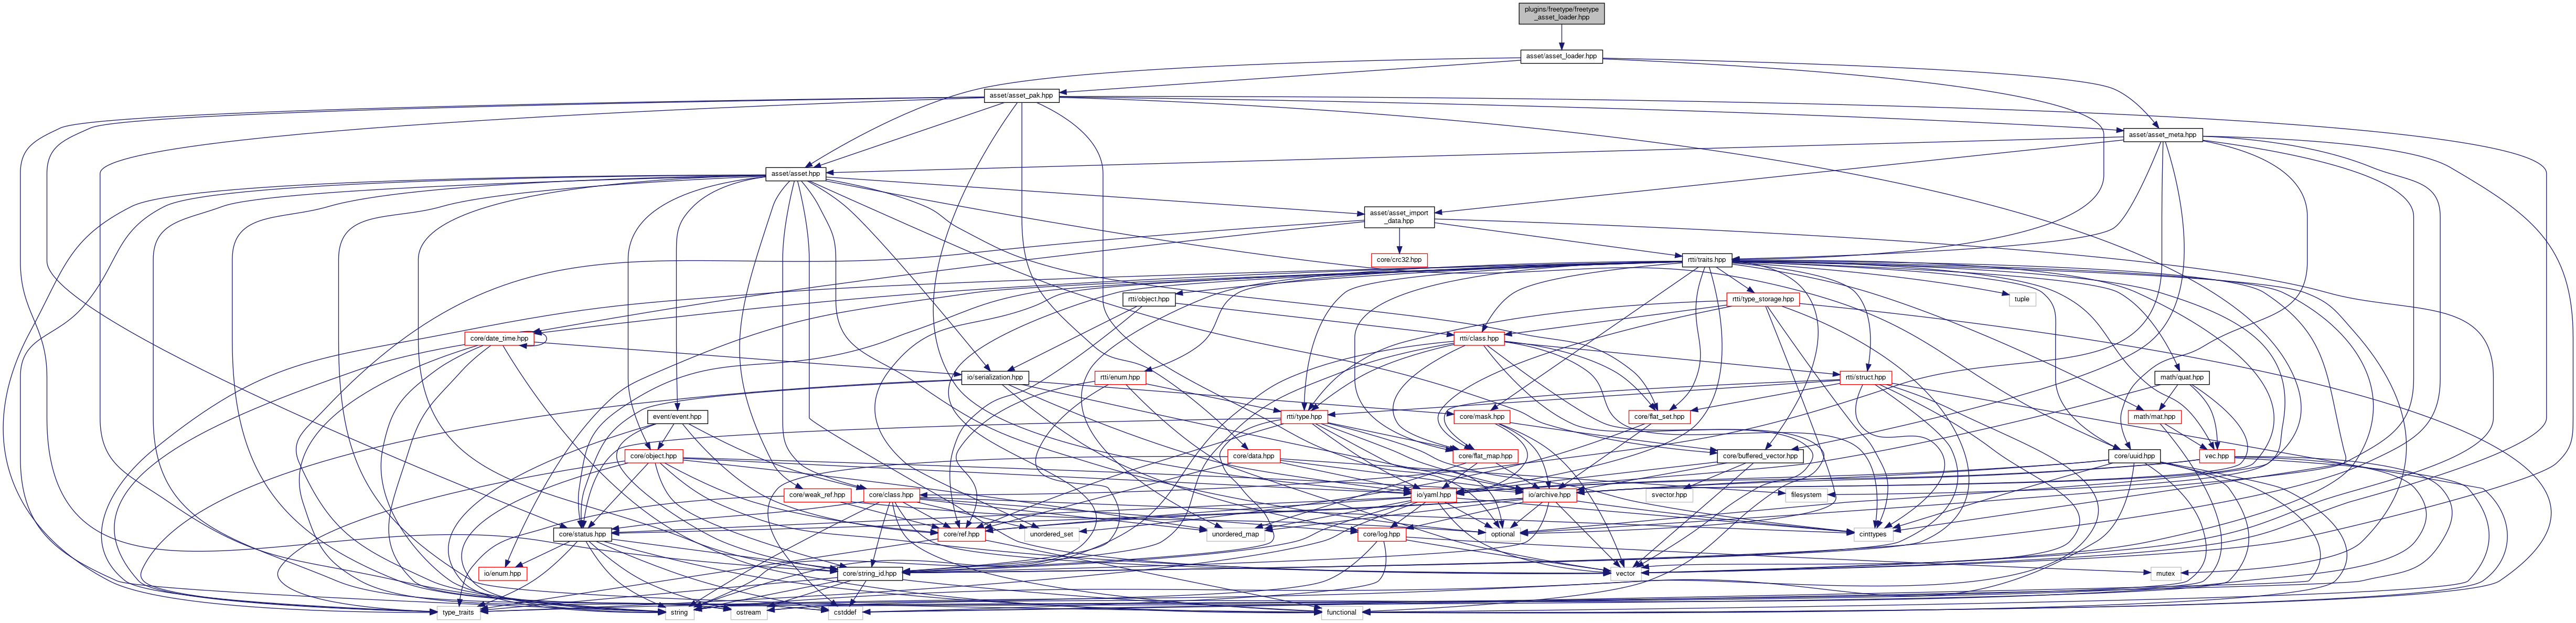 plugins/freetype/freetype
_asset_loader.hpp
asset/asset_loader.hpp
asset/asset_pak.hpp
asset/asset_meta.hpp
asset/asset.hpp
asset/asset_import
_data.hpp
core/crc32.hpp
rtti/traits.hpp
rtti/object.hpp
rtti/type_storage.hpp
tuple
core/date_time.hpp
rtti/class.hpp
io/serialization.hpp
rtti/enum.hpp
rtti/struct.hpp
math/quat.hpp
event/event.hpp
rtti/type.hpp
core/mask.hpp
core/flat_set.hpp
math/mat.hpp
core/object.hpp
core/data.hpp
core/flat_map.hpp
core/buffered_vector.hpp
core/uuid.hpp
vec.hpp
core/weak_ref.hpp
core/class.hpp
io/yaml.hpp
io/archive.hpp
svector.hpp
filesystem
core/status.hpp
core/ref.hpp
unordered_set
unordered_map
core/log.hpp
optional
cinttypes
io/enum.hpp
core/string_id.hpp
vector
mutex
type_traits
string
ostream
cstddef
functional